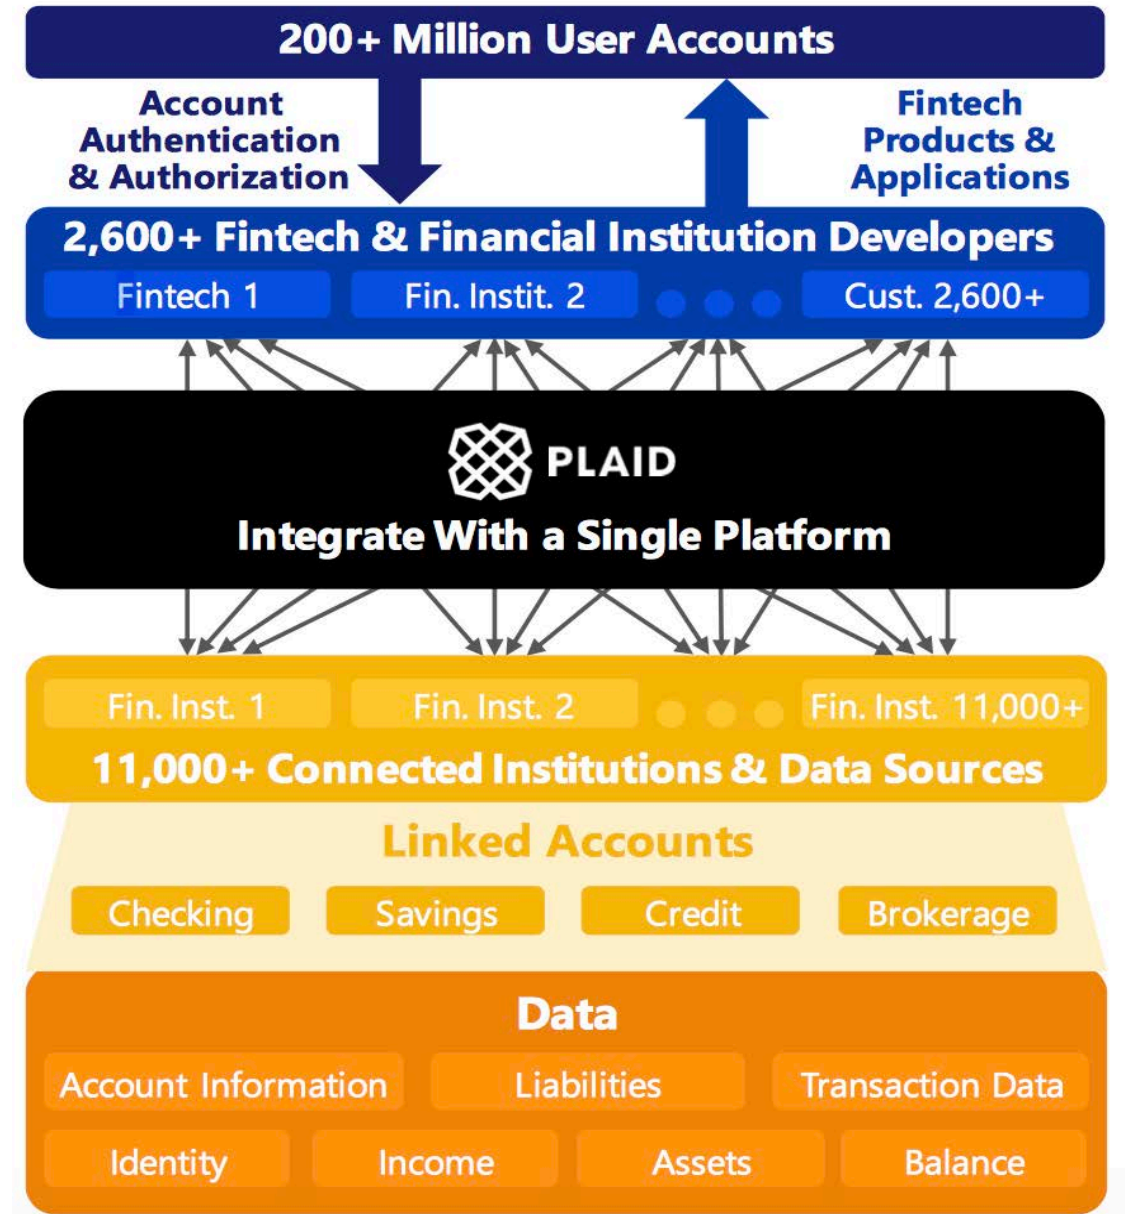 200+ Million User Accounts
Account
Authentication
& Authorization
Fintech
Products &
Applications
2,600+ Fintech & Financial Institution Developers
Fintech 1
Fin. Instit. 2
Cust. 2,600+
PLAID
Integrate With a Single Platform
Fin. Inst. 1
Fin. Inst. 2
Fin. Inst. 11,000+
11,000+ Connected Institutions & Data Sources
Linked Accounts
Checking
Savings
Credit
Brokerage
Data
Account Information
Liabilities
Transaction Data
Identity
Income
Assets
Balance